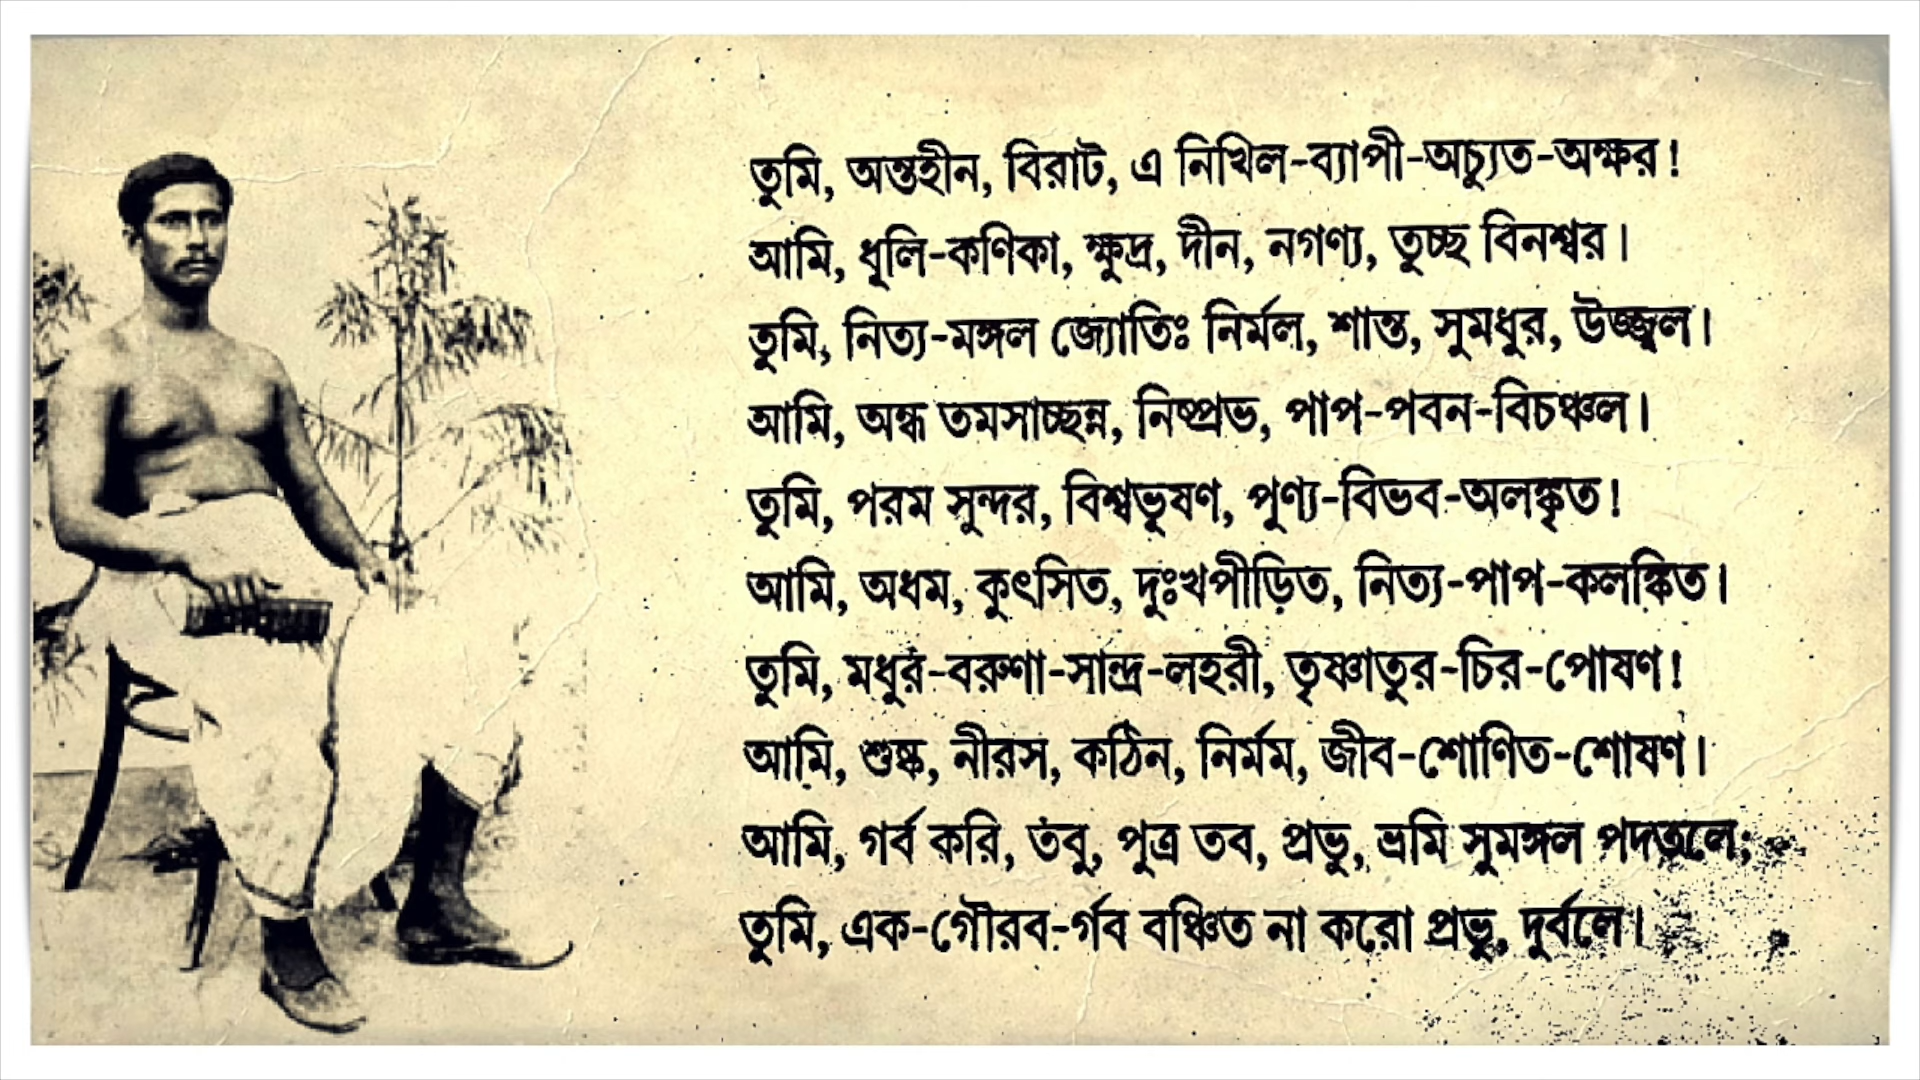 তুমি, অন্তহীন, বিরাট, এ নিখিল-ব্যাপী-অচ্যুত-অক্ষর!
আমি, ধূলি-কণিকা, ক্ষুদ্র, দীন, নগণ্য, তুচ্ছ বিনশ্বর।
তুমি, নিত্য-মঙ্গল জ্যোতিঃ নির্মল, শান্ত, সুমধুর, উজ্জ্বল।
আমি, অন্ধ তমসাচ্ছন্ন, নিষ্প্রভ, পাপ-পবন-বিচঞ্চল।
তুমি, পরম সুন্দর, বিশ্বভূষণ, পুণ্য-বিভব-অলঙ্কৃত!
আমি, অধম, কুৎসিত, দুঃখপীড়িত, নিত্য-পাপ-কলঙ্কিত।
তুমি, মধুর-বরুণা-সান্দ্র-লহরী, তৃষ্ণাতুর-চির-পোষণ!
আমি, শুষ্ক, নীরস, কঠিন, নির্মম, জীব-শোণিত-শোষণ।
আমি, গর্ব করি, তবু, পুত্র তব, প্রভু, ভ্রমি সুমঙ্গল পদতলে;
তুমি, এক-গৌরব-র্গব বঞ্চিত না করো প্রভু, দুর্বলে।